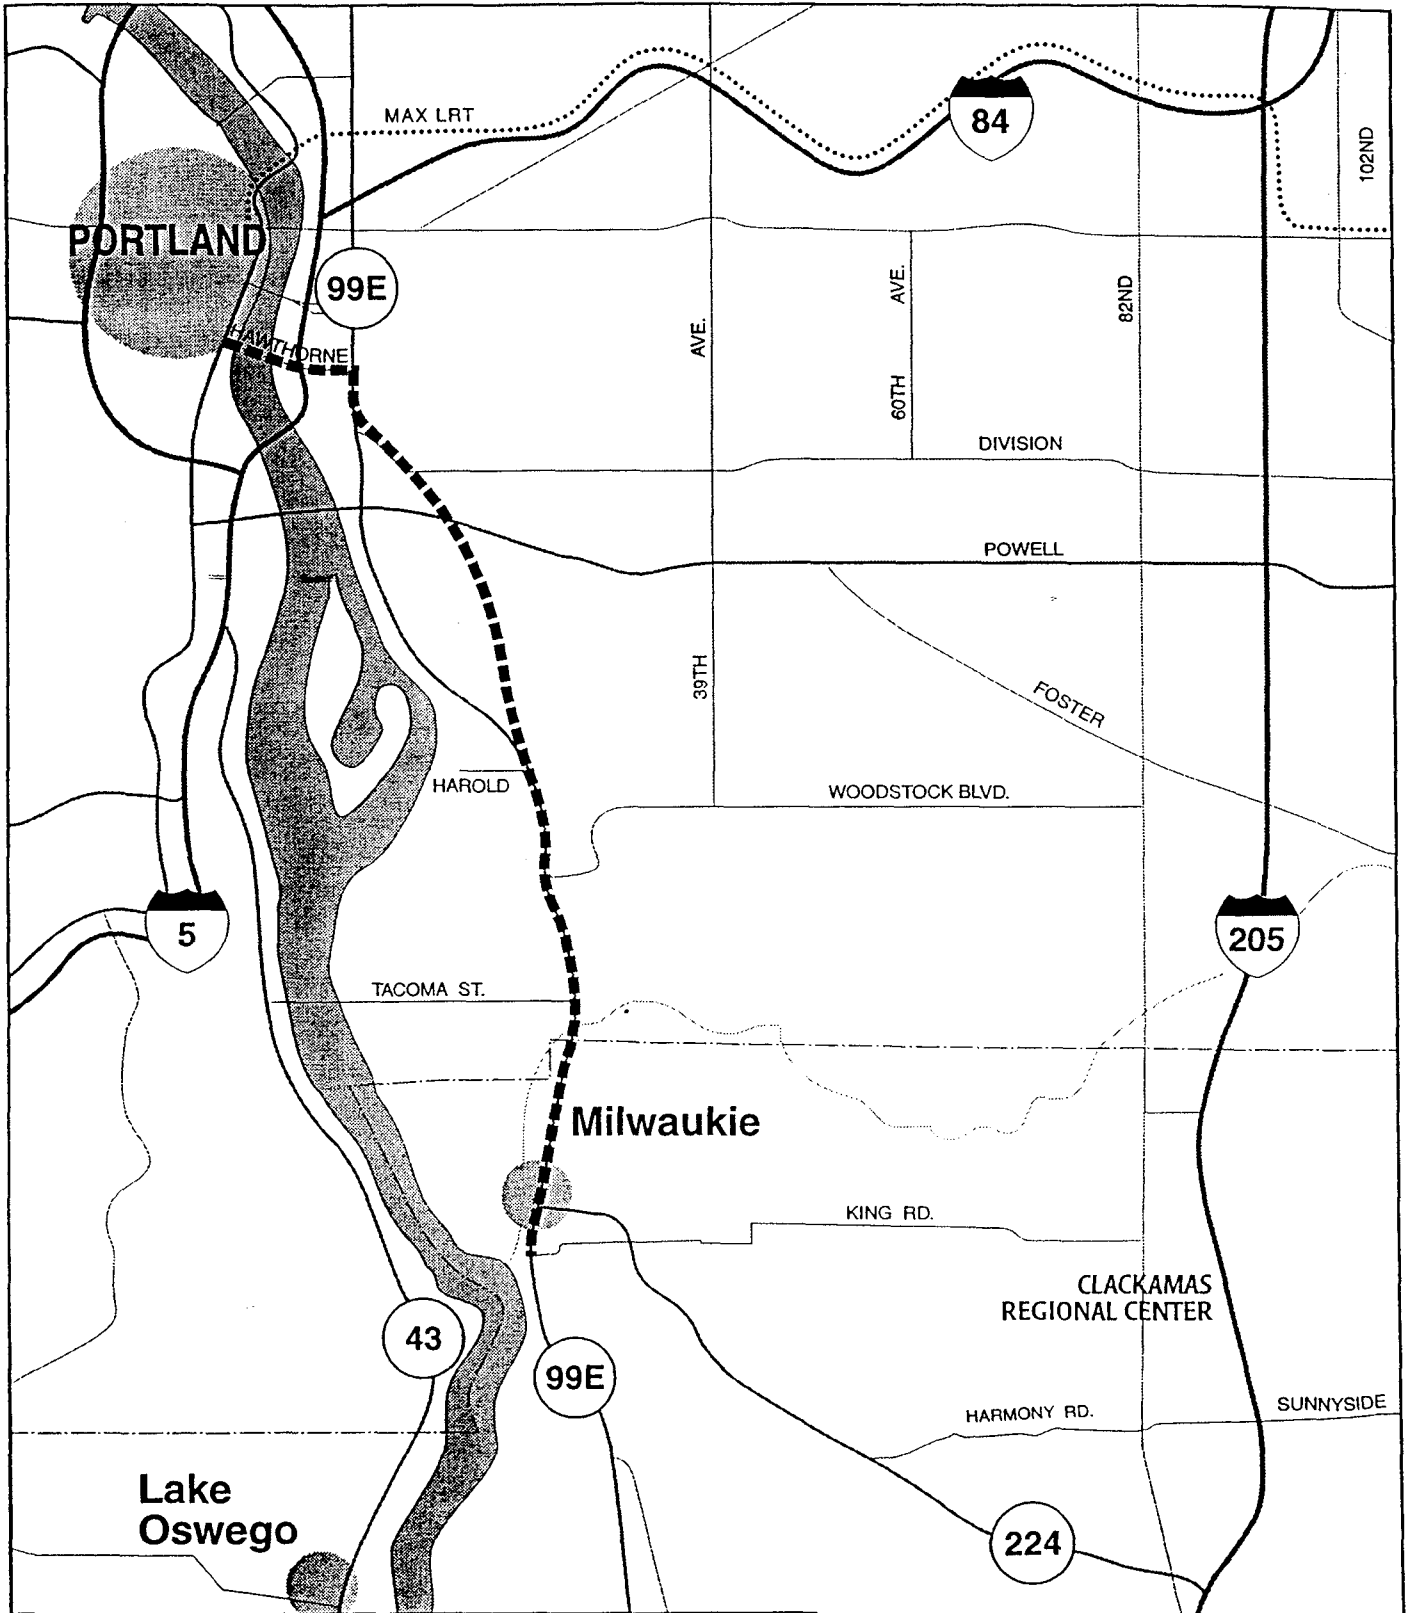 MAX LRT
84
102ND
PORTLAND
99E
82ND
AVE.
60TH
AVE.
39TH
HAWTHORNE
DIVISION
POWELL
FOSTER
HAROLD
WOODSTOCK BLVD.
5
205
TACOMA ST.
Milwaukie
KING RD.
CLACKAMAS
REGIONAL CENTER
43
99E
HARMONY RD.
SUNNYSIDE
Lake
Oswego
224